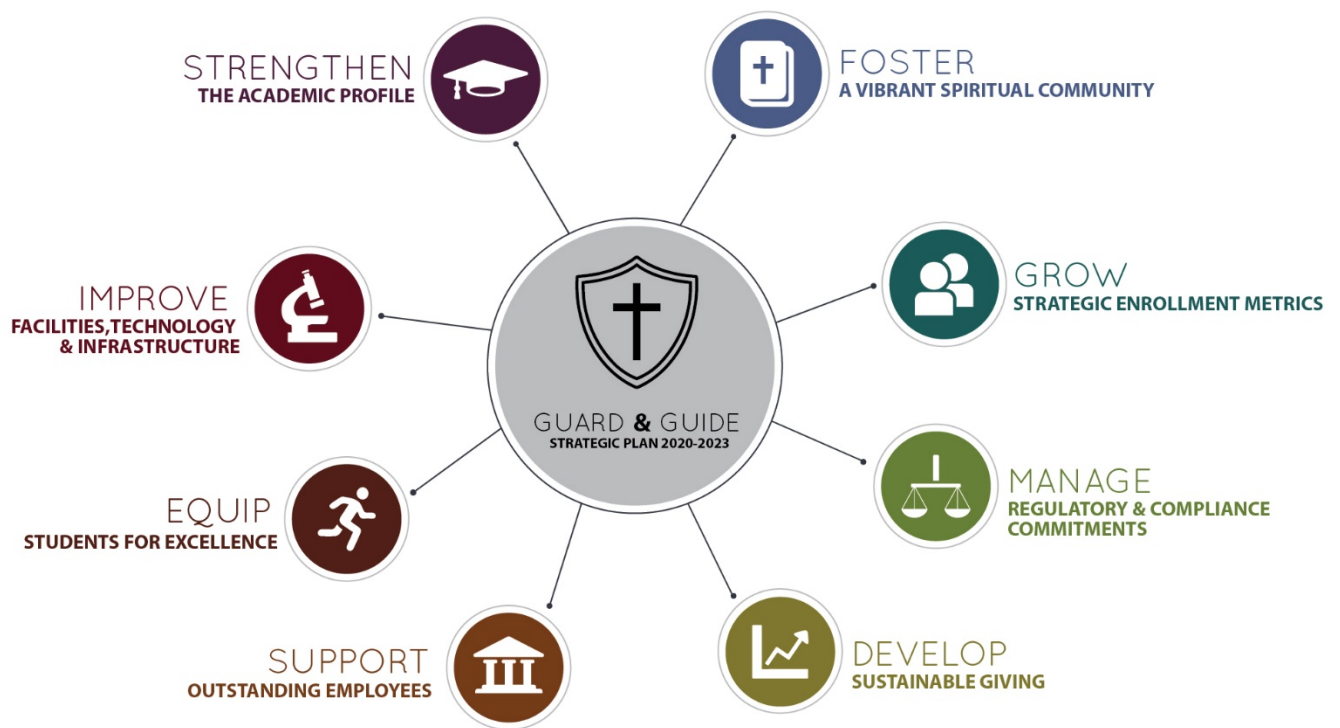 STRENGTHEN
THE ACADEMIC PROFILE
FOSTER
A VIBRANT SPIRITUAL COMMUNITY
IMPROVE
FACILITIES,TECHNOLOGY
& INFRASTRUCTURE
GROW
STRATEGIC ENROLLMENT METRICS
GUARD & GUIDE
STRATEGIC PLAN 2020-2023
EQUIP
STUDENTS FOR EXCELLENCE
MANAGE
REGULATORY & COMPLIANCE
COMMITMENTS
SUPPORT
OUTSTANDING EMPLOYEES
DEVELOP
SUSTAINABLE GIVING